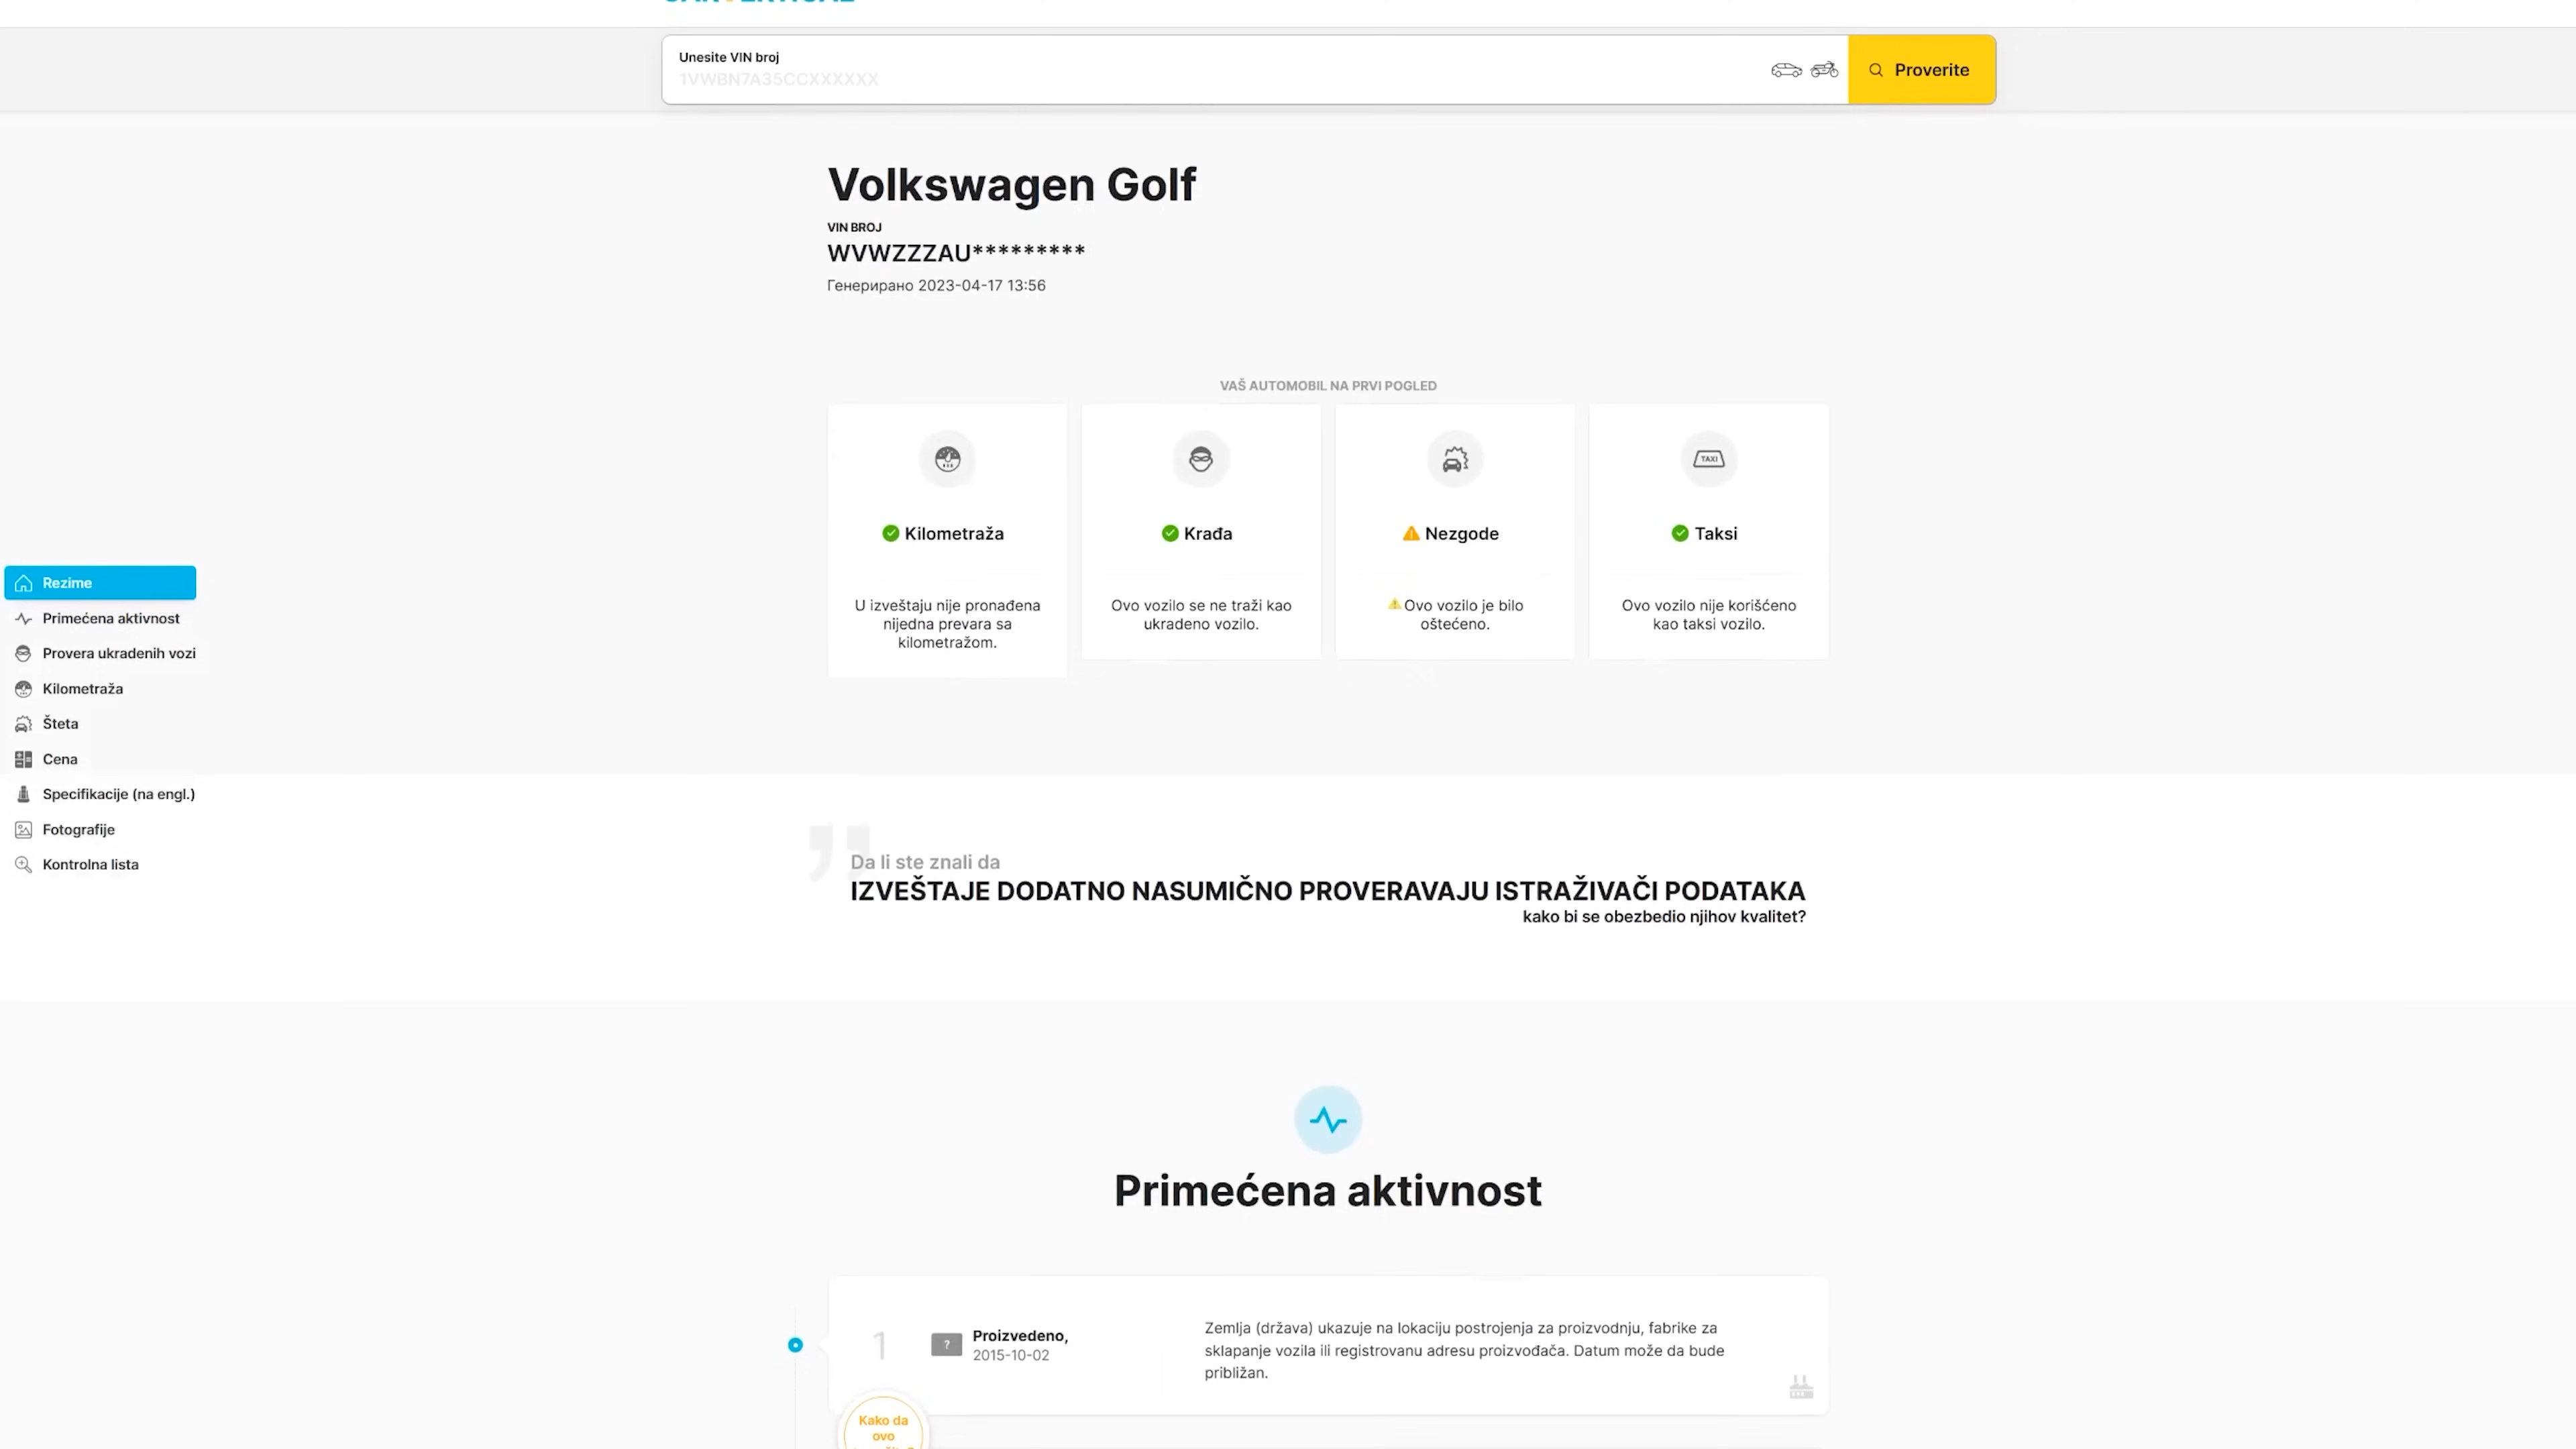 Unesite VIN broj
1VWBN7A35CCXXXXXX
Proverite
Volkswagen Golf
VIN BROJ
WVWZZZAU*********
Генерирано 2023-04-17 13:56
VAŠ AUTOMOBIL NA PRVI POGLED
Kilometraža
U izveštaju nije pronađena
nijedna prevara sa
kilometražom.
Krađa
Ovo vozilo se ne traži kao
ukradeno vozilo.
Nezgode
Ovo vozilo je bilo
oštećeno.
TAXI
Taksi
Ovo vozilo nije korišćeno
kao taksi vozilo.
Rezime
Primećena aktivnost
Provera ukradenih vozi
Kilometraža
Šteta
Cena
Specifikacije (na engl.)
Fotografije
Kontrolna lista
Da li ste znali da
IZVEŠTAJE DODATNO NASUMIČNO PROVERAVAJU ISTRAŽIVAČI PODATAKA
kako bi se obezbedio njihov kvalitet?
Primećena aktivnost
1
?
Proizvedeno,
2015-10-02
Zemlja (država) ukazuje na lokaciju postrojenja za proizvodnju, fabrike za
sklapanje vozila ili registrovanu adresu proizvođača. Datum može da bude
približan.
Kako da
ovo